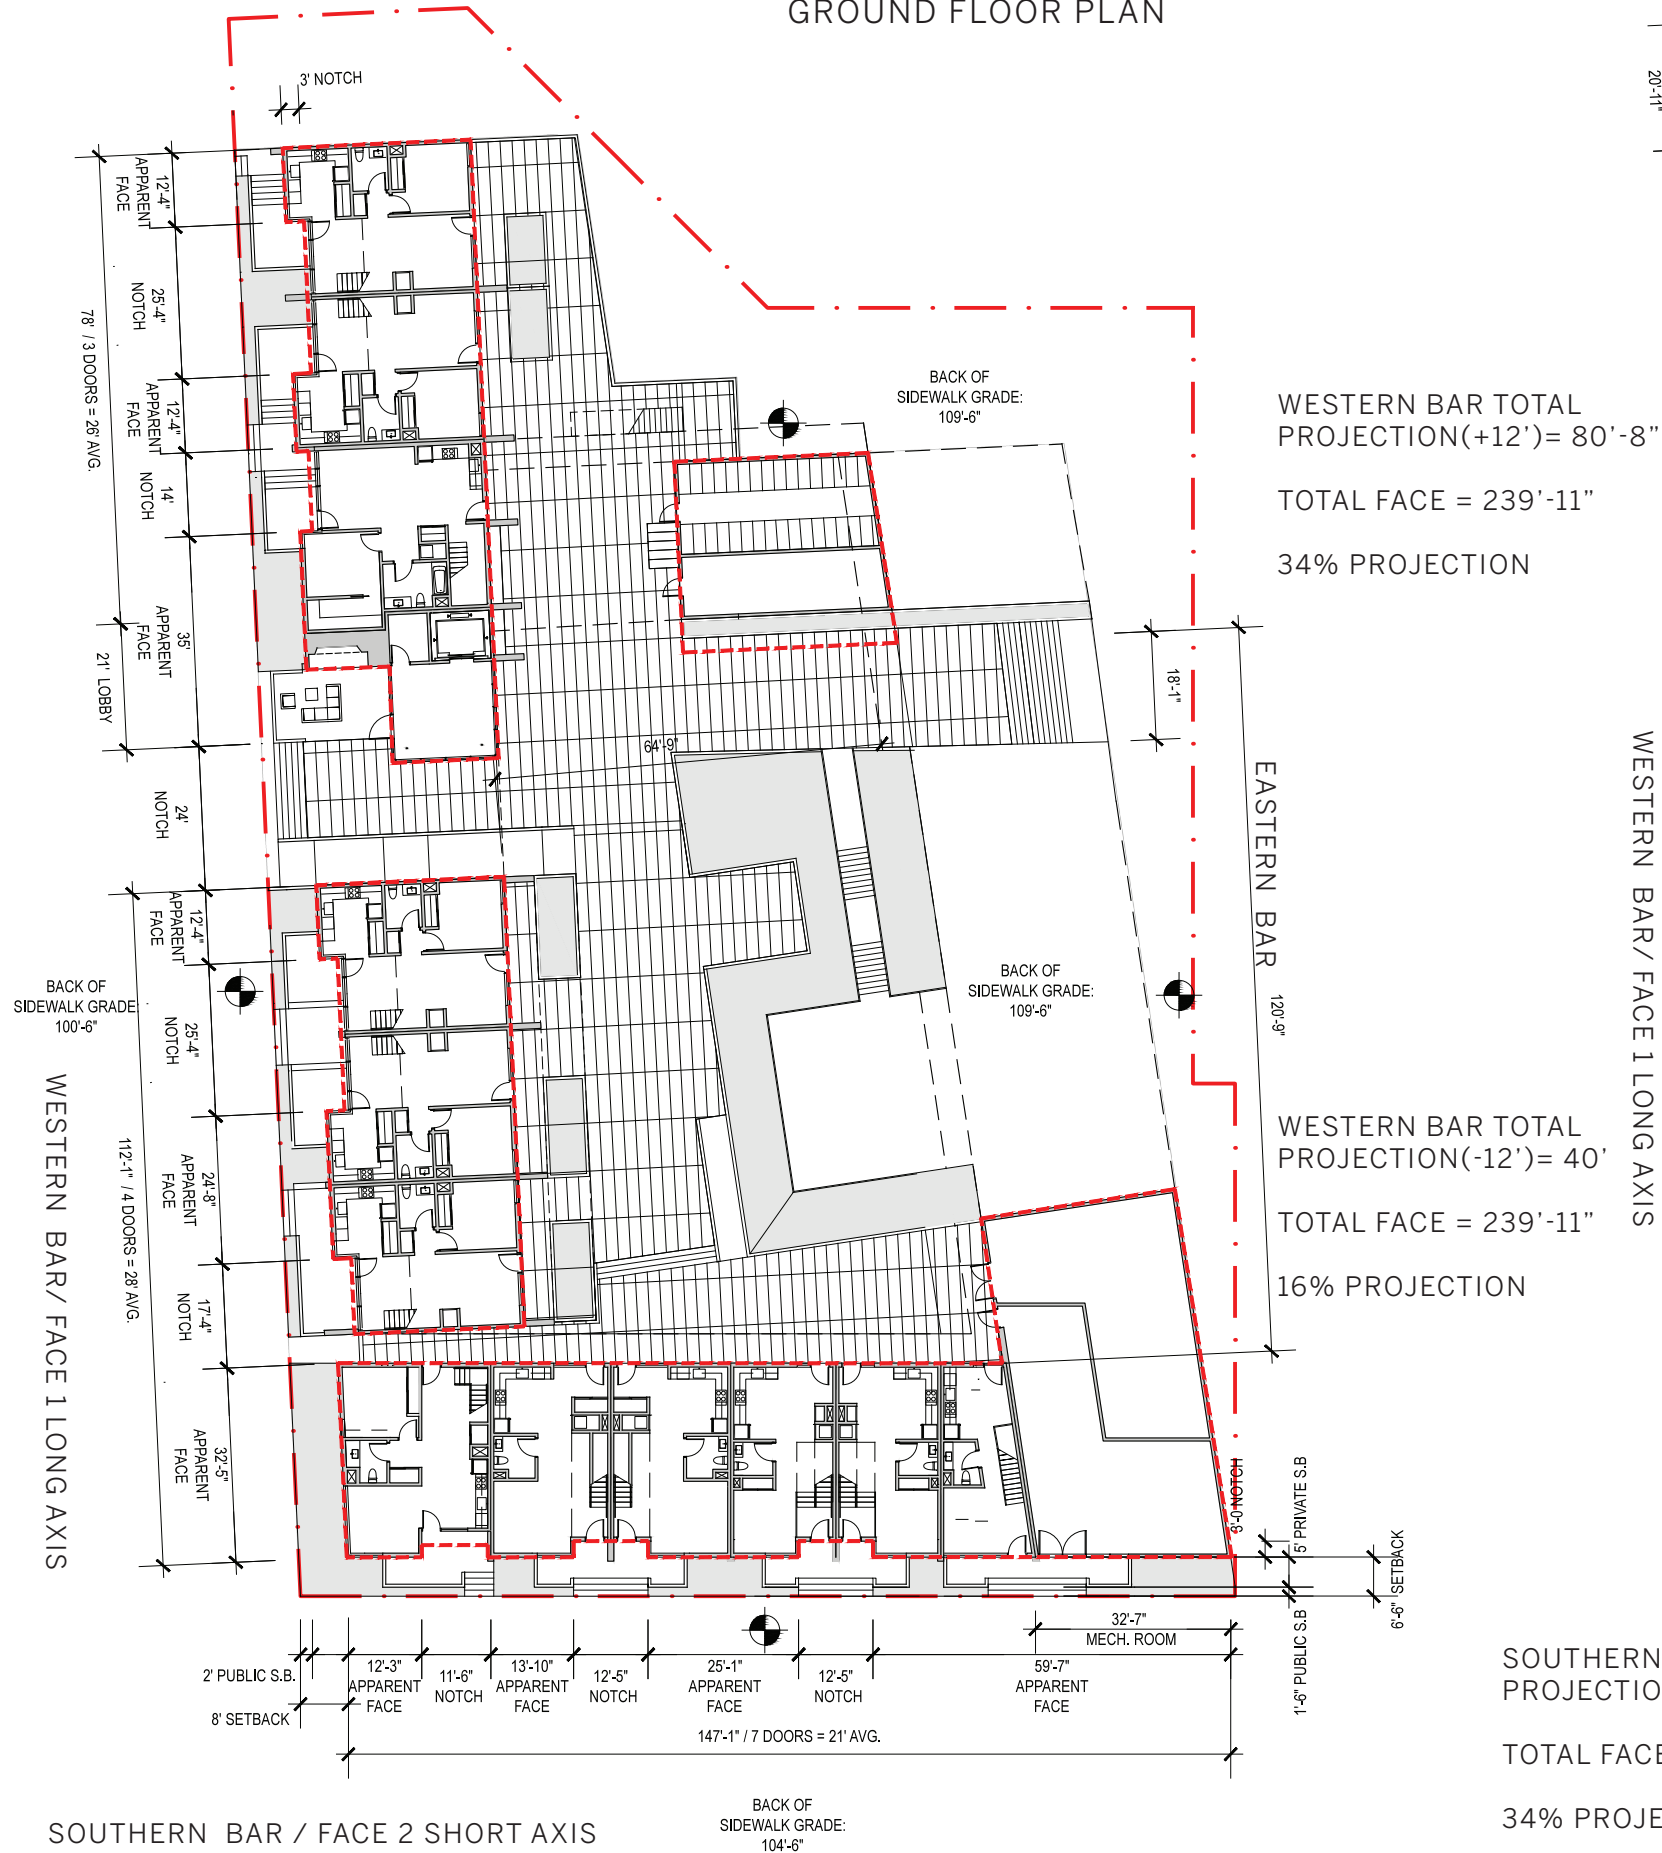 GROUND FLOOR PLAN
20'-11"
3' NOTCH
12'-4"
APPARENT
FACE
25'-4"
NOTCH
78' / 3 DOORS = 26' AVG.
12'-4"
APPARENT
FACE
14'
NOTCH
35'
APPARENT
FACE
21' LOBBY
24'
NOTCH
BACK OF
SIDEWALK GRADE:
109'-6"
WESTERN BAR TOTAL
PROJECTION(+12')= 80'-8"
TOTAL FACE = 239'-11"
34% PROJECTION
18'-1"
64'-9"
EASTERN BAR
120'-9"
WESTERN BAR/ FACE 1 LONG AXIS
12'-4"
APPARENT
FACE
25'-4"
NOTCH
BACK OF
SIDEWALK GRADE
100'-6"
BACK OF
SIDEWALK GRADE:
109'-6"
112'-1" / 4 DOORS = 28' AVG.
24'-8"
APPARENT
FACE
17'-4"
NOTCH
32'-5"
APPARENT
FACE
WESTERN BAR/ FACE 1 LONG AXIS
WESTERN BAR TOTAL
PROJECTION(-12')= 40'
TOTAL FACE = 239'-11"
16% PROJECTION
3'-0 NOTCH
5' PRIVATE S.B
6'-6" SETBACK
1'-6" PUBLIC S.B
32'-7"
MECH. ROOM
2' PUBLIC S.B.
8' SETBACK
12'-3"
APPARENT
FACE
11'-6"
NOTCH
13'-10"
APPARENT
FACE
12'-5"
NOTCH
25'-1"
APPARENT
FACE
12'-5"
NOTCH
59'-7"
APPARENT
FACE
147'-1" / 7 DOORS = 21' AVG.
SOUTHERN
PROJECTIO
TOTAL FACE
34% PROJE
BACK OF
SIDEWALK GRADE:
104'-6"
SOUTHERN BAR / FACE 2 SHORT AXIS